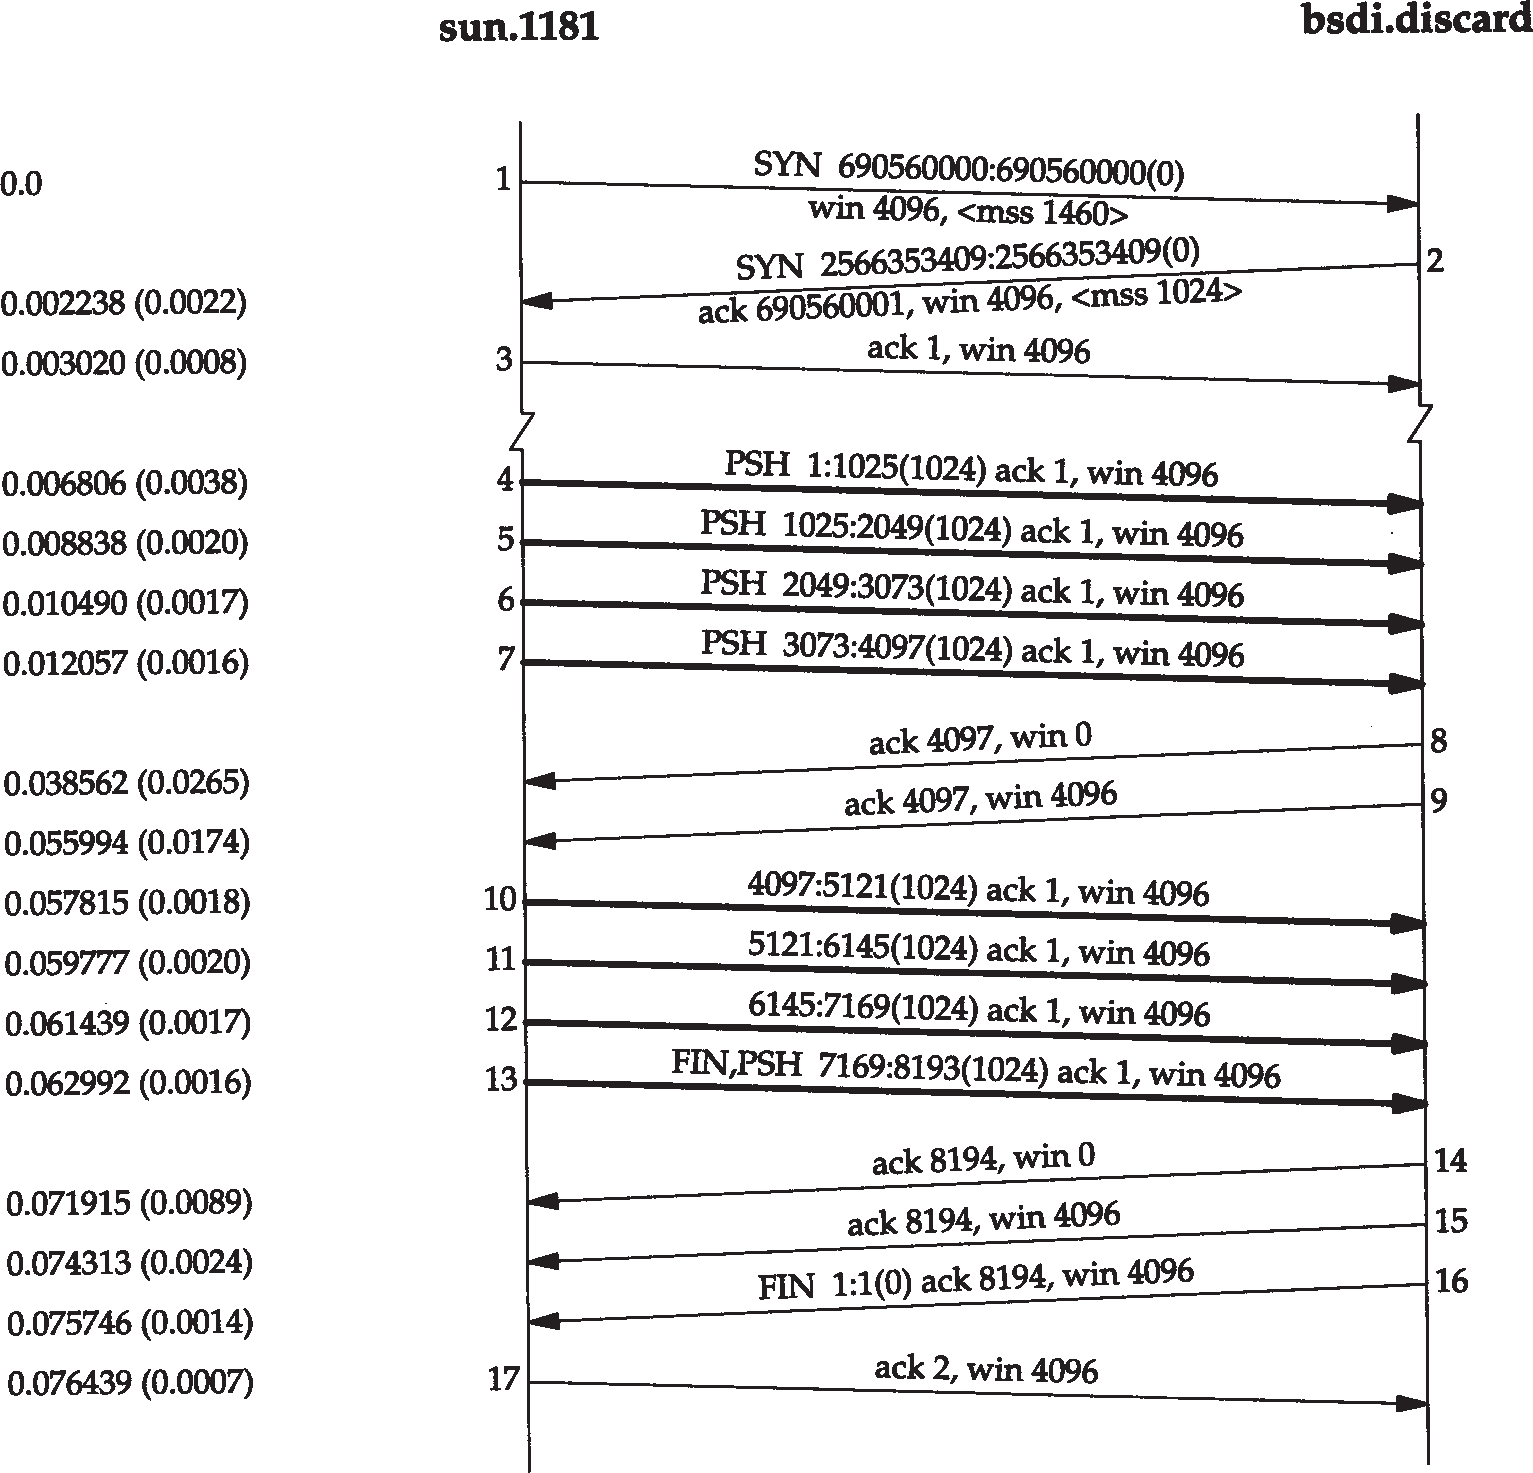 sun.1181 bsdi.discard
0.0 1 SYN 690560000:690560000(0)
win 4096, <mss 1460>
SYN 2566353409:2566353409(0) 2
0.002238 (0.0022) ack 690560001, win 4096, <mss 1024>
0.003020 (0.0008) 3 ack 1, win 4096
0.006806 (0.0038) 4 PSH 1:1025(1024) ack 1, win 4096
0.008838 (0.0020) 5 PSH 1025:2049(1024) ack 1, win 4096
0.010490 (0.0017) 6 PSH 2049:3073(1024) ack 1, win 4096
0.012057 (0.0016) 7 PSH 3073:4097(1024) ack 1, win 4096
ack 4097, win 0 8
0.038562 (0.0265)
ack 4097, win 4096 9
0.055994 (0.0174)
0.057815 (0.0018) 10 4097:5121(1024) ack 1, win 4096
0.059777 (0.0020) 11 5121:6145(1024) ack 1, win 4096
0.061439 (0.0017) 12 6145:7169(1024) ack 1, win 4096
0.062992 (0.0016) 13 FIN,PSH 7169:8193(1024) ack 1, win 4096
ack 8194, win 0 14
0.071915 (0.0089)
ack 8194, win 4096 15
0.074313 (0.0024)
FIN 1:1(0) ack 8194, win 4096 16
0.075746 (0.0014)
0.076439 (0.0007) 17 ack 2, win 4096